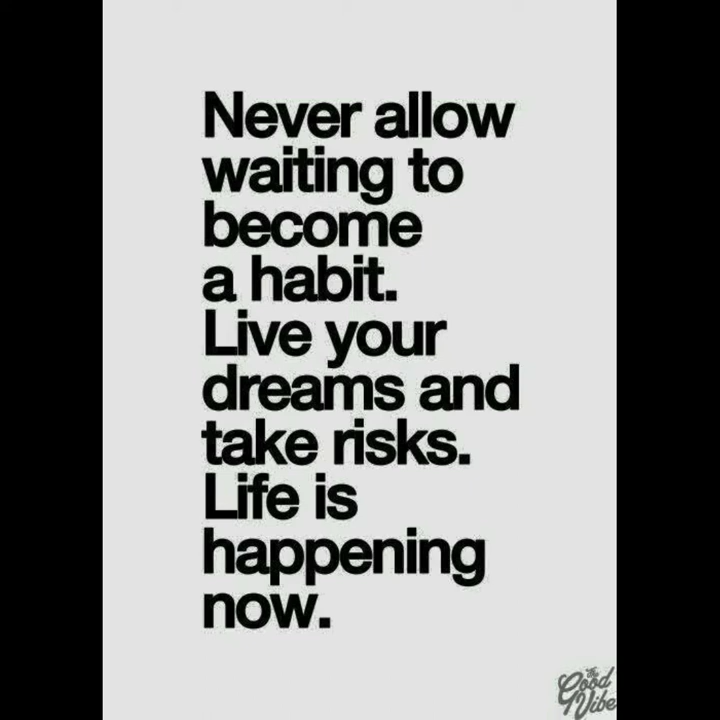 Never allow
waiting to
become
a habit.
Live your
dreams and
take risks.
Life is
happening
now.
The
Good
Vibe